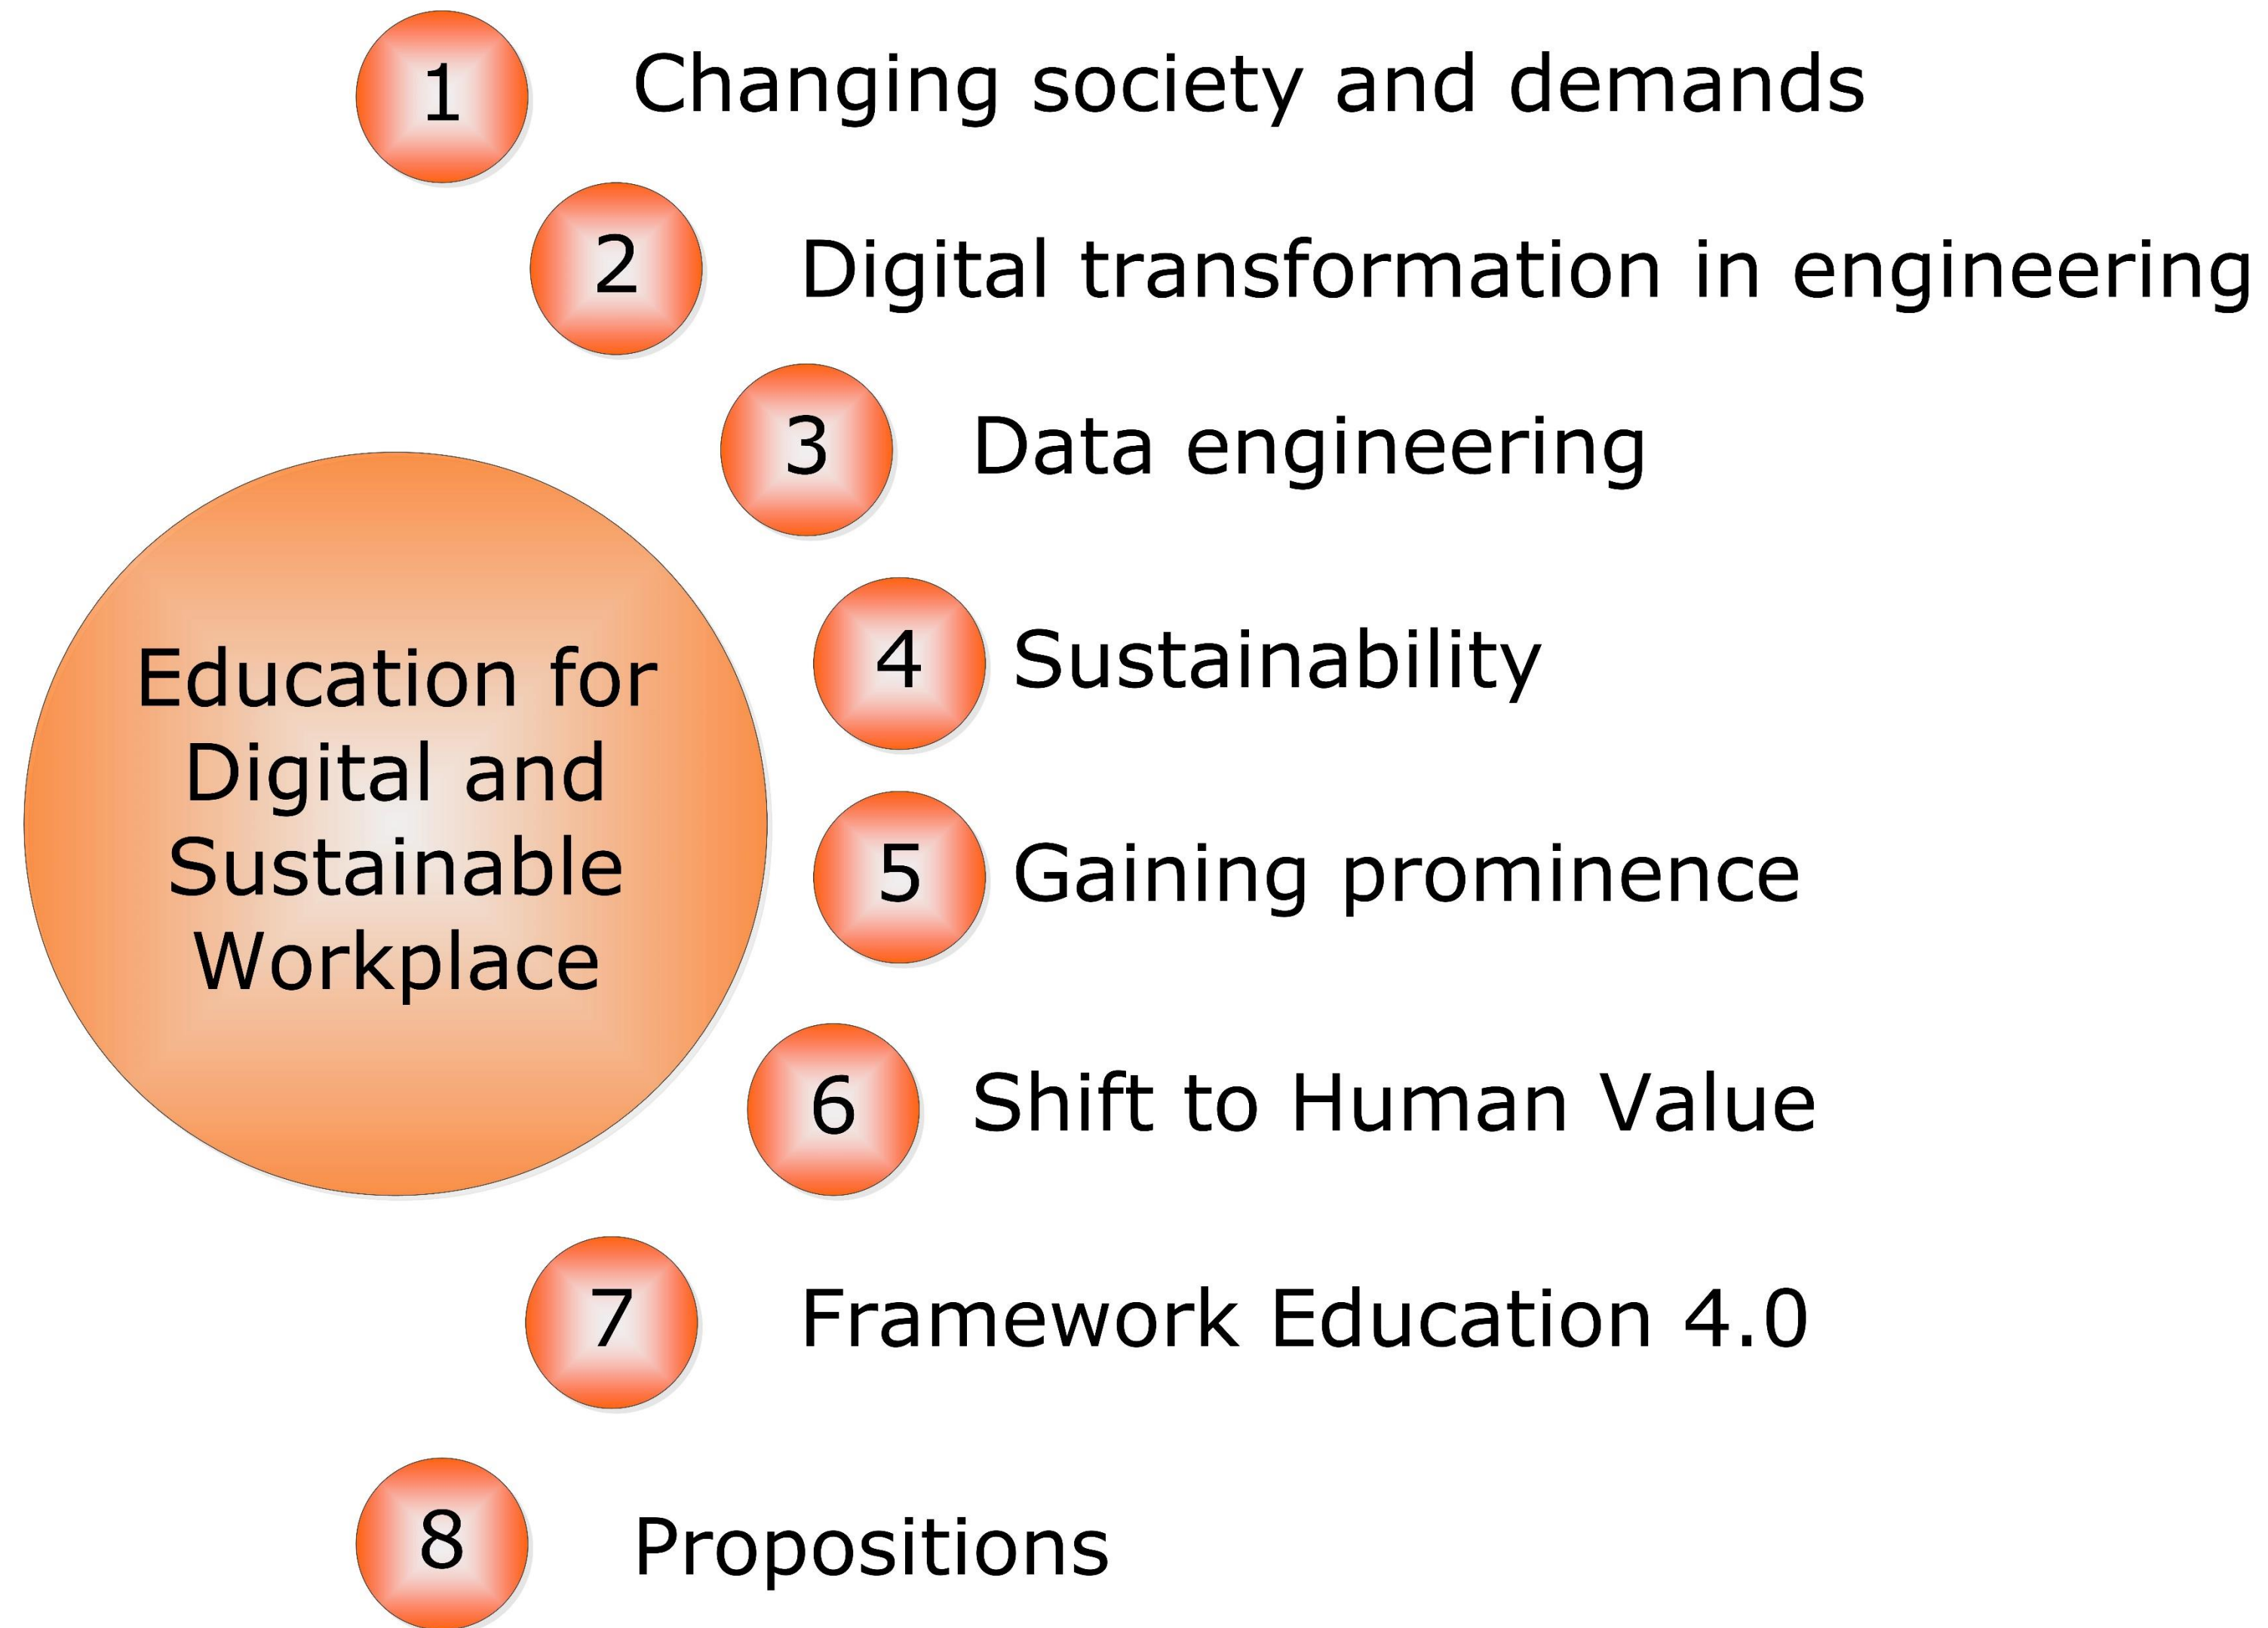 1 Changing society and demands
2 Digital transformation in engineering
3 Data engineering
4 Sustainability
5 Gaining prominence
6 Shift to Human Value
7 Framework Education 4.0
8 Propositions
Education for
Digital and
Sustainable
Workplace